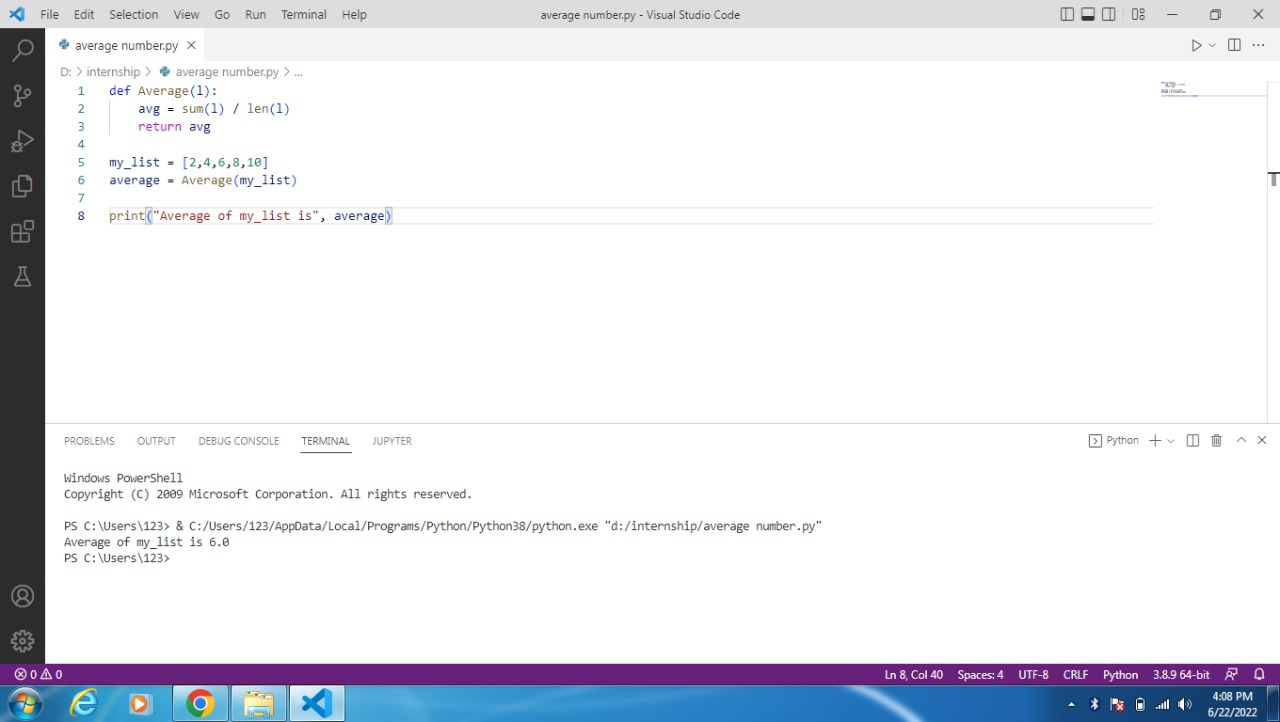 File Edit Selection View Go Run Terminal Help average number.py - Visual Studio Code
average number.py
D: > internship > average number.py > ...
1 def Average(l):
2     avg = sum(l) / len(l)
3     return avg
4
5 my_list = [2,4,6,8,10]
6 average = Average(my_list)
7
8 print("Average of my_list is", average)
PROBLEMS OUTPUT DEBUG CONSOLE TERMINAL JUPYTER Python
Windows PowerShell
Copyright (C) 2009 Microsoft Corporation. All rights reserved.
PS C:\Users\123> & C:/Users/123/AppData/Local/Programs/Python/Python38/python.exe "d:/internship/average number.py"
Average of my_list is 6.0
PS C:\Users\123>
0 0 Ln 8, Col 40 Spaces: 4 UTF-8 CRLF Python 3.8.9 64-bit
4:08 PM
6/22/2022